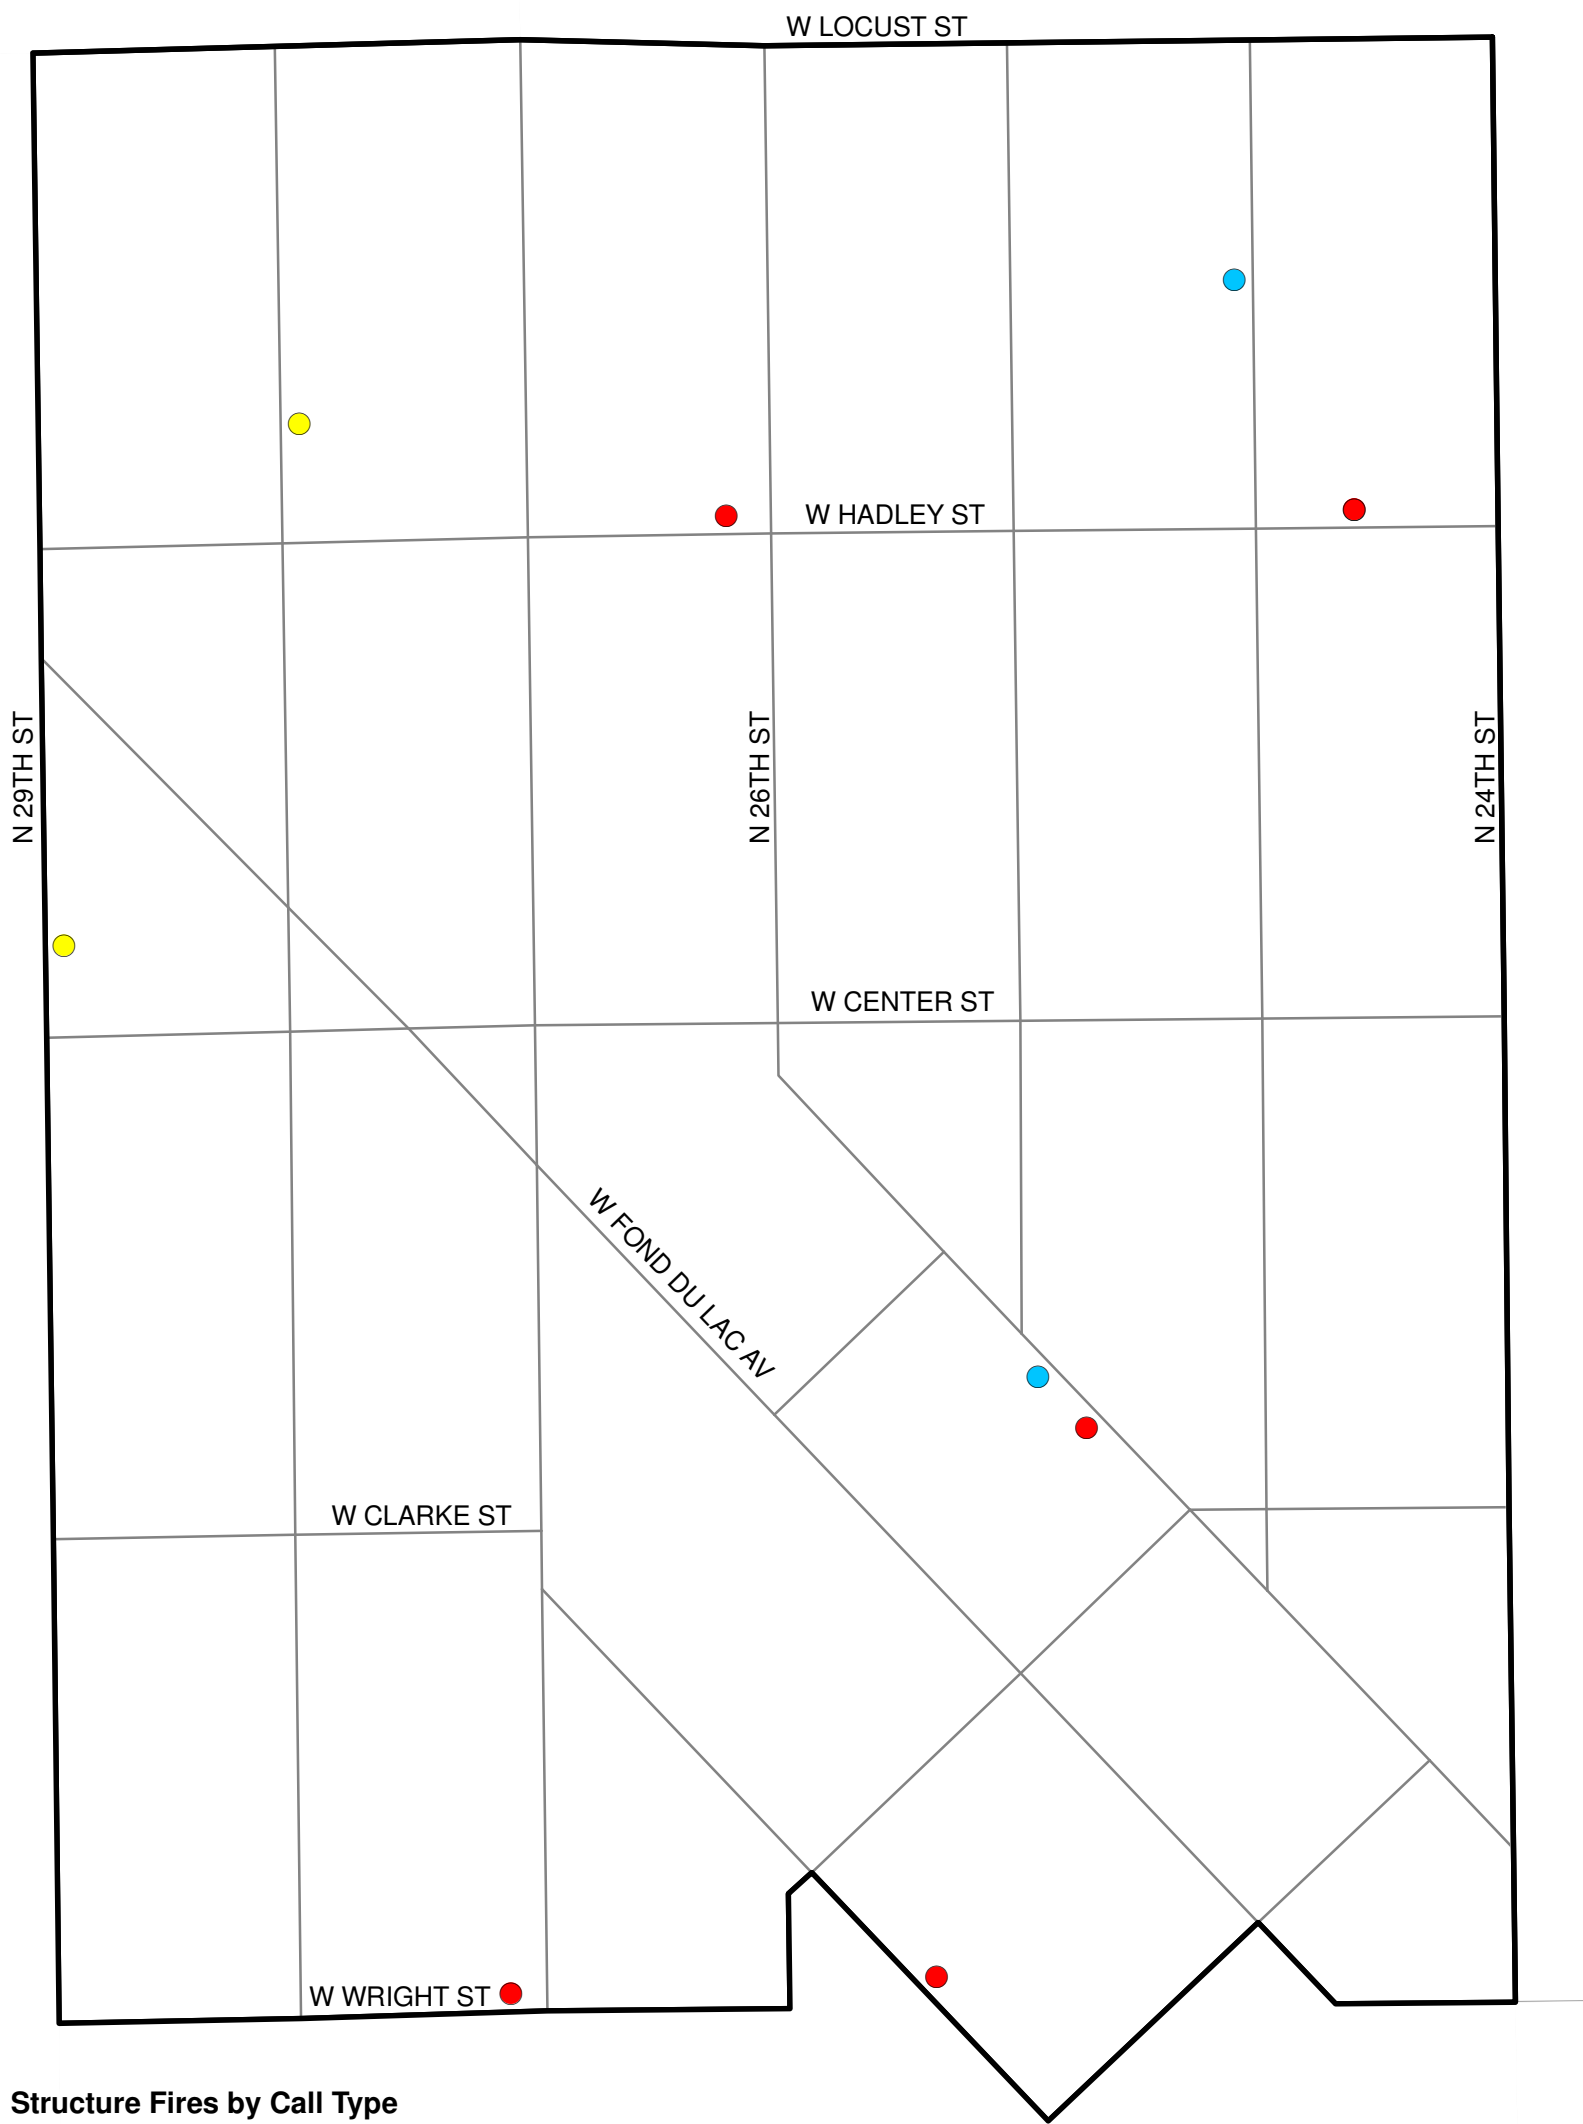 W LOCUST ST
W HADLEY ST
N 29TH ST
N 26TH ST
N 24TH ST
W CENTER ST
W FOND DU LAC AV
W CLARKE ST
W WRIGHT ST
Structure Fires by Call Type